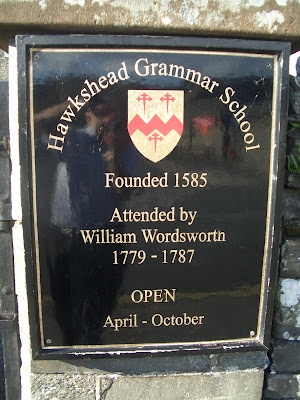 Hawkshead Grammar School
Founded 1585
Attended by
William Wordsworth
1779 - 1787
OPEN
April - October